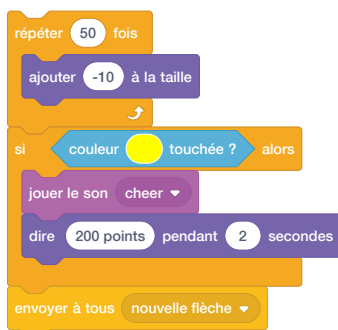 répéter 50 fois
ajouter -10 à la taille
si couleur touchée ? alors
jouer le son cheer
dire 200 points pendant 2 secondes
envoyer à tous nouvelle flèche